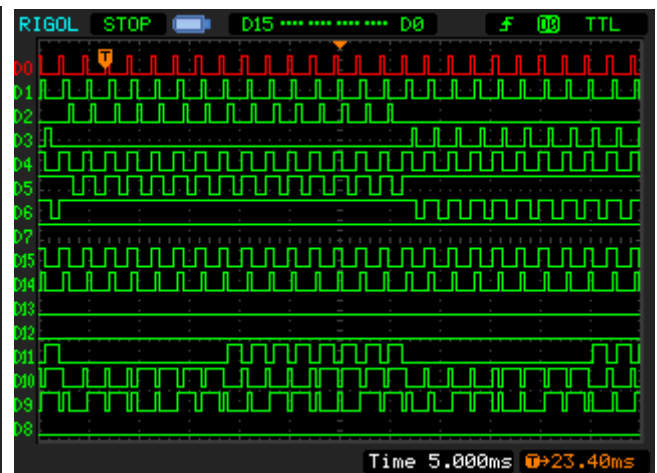 RIGOL STOP D15 •••• •••• •••• •••• D0 D0 TTL
T
D0
D1
D2
D3
D4
D5
D6
D7
D15
D14
D13
D12
D11
D10
D9
D8
Time 5.000ms T→23.40ms